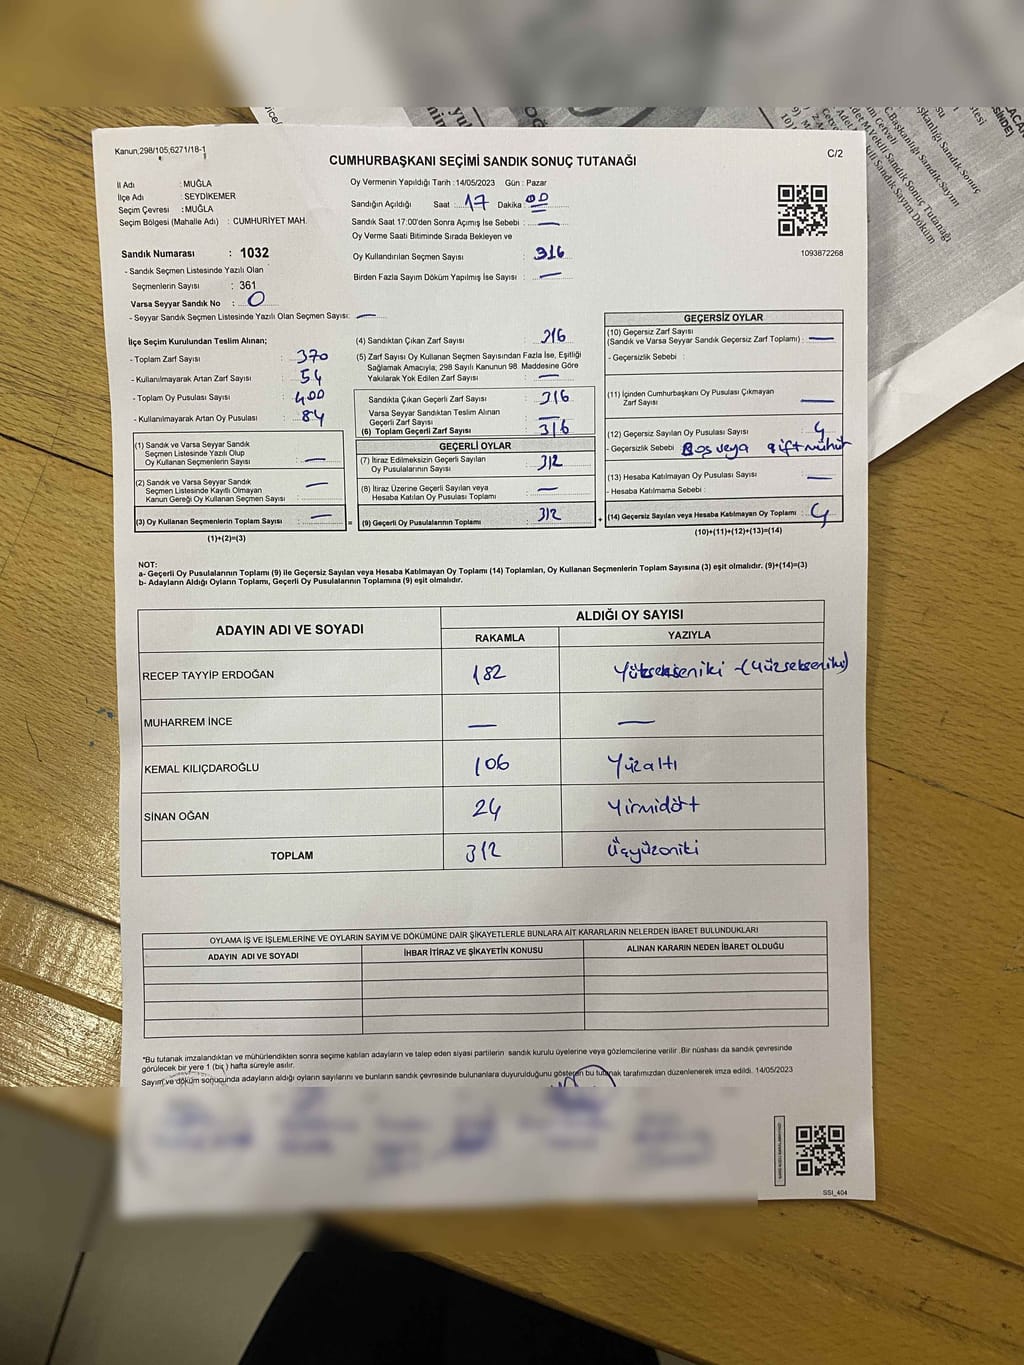 Kanun,298/105,6271/18-1
CUMHURBAŞKANI SEÇİMİ SANDIK SONUÇ TUTANAĞI
C/2
İl Adı : MUĞLA
İlçe Adı : SEYDİKEMER
Seçim Çevresi : MUĞLA
Seçim Bölgesi (Mahalle Adı) : CUMHURİYET MAH.
Oy Vermenin Yapıldığı Tarih :14/05/2023 Gün : Pazar
Sandığın Açıldığı Saat : 17 Dakika : 00
Sandık Saat 17:00'den Sonra Açımış İse Sebebi : —
Oy Verme Saati Bitiminde Sırada Bekleyen ve
Oy Kullandırılan Seçmen Sayısı : 316
Birden Fazla Sayım Döküm Yapılmış İse Sayısı : —
1093872268
Sandık Numarası : 1032
- Sandık Seçmen Listesinde Yazılı Olan
Seçmenlerin Sayısı : 361
Varsa Seyyar Sandık No : 0
- Seyyar Sandık Seçmen Listesinde Yazılı Olan Seçmen Sayısı: —
İlçe Seçim Kurulundan Teslim Alınan;
- Toplam Zarf Sayısı : 370
- Kullanılmayarak Artan Zarf Sayısı : 54
- Toplam Oy Pusulası Sayısı : 400
- Kullanılmayarak Artan Oy Pusulası : 84
(1) Sandık ve Varsa Seyyar Sandık
Seçmen Listesinde Yazılı Olup
Oy Kullanan Seçmenlerin Sayısı : —
(2) Sandık ve Varsa Seyyar Sandık
Seçmen Listesinde Kayıtlı Olmayan
Kanun Gereği Oy Kullanan Seçmen Sayısı : —
(3) Oy Kullanan Seçmenlerin Toplam Sayısı : —
(1)+(2)=(3)
(4) Sandıktan Çıkan Zarf Sayısı : 316
(5) Zarf Sayısı Oy Kullanan Seçmen Sayısından Fazla İse, Eşitliği
Sağlamak Amacıyla; 298 Sayılı Kanunun 98. Maddesine Göre
Yakılarak Yok Edilen Zarf Sayısı : —
Sandıkta Çıkan Geçerli Zarf Sayısı : 316
Varsa Seyyar Sandıktan Teslim Alınan
Geçerli Zarf Sayısı : —
(6) Toplam Geçerli Zarf Sayısı : 316
GEÇERLİ OYLAR
(7) İtiraz Edilmeksizin Geçerli Sayılan
Oy Pusulalarının Sayısı : 312
(8) İtiraz Üzerine Geçerli Sayılan veya
Hesaba Katılan Oy Pusulası Toplamı : —
= (9) Geçerli Oy Pusulalarının Toplamı : 312 +
GEÇERSİZ OYLAR
(10) Geçersiz Zarf Sayısı
(Sandık ve Varsa Seyyar Sandık Geçersiz Zarf Toplamı) : —
- Geçersizlik Sebebi :
(11) İçinden Cumhurbaşkanı Oy Pusulası Çıkmayan
Zarf Sayısı —
(12) Geçersiz Sayılan Oy Pusulası Sayısı : 4
- Geçersizlik Sebebi : Boş veya çift mühür
(13) Hesaba Katılmayan Oy Pusulası Sayısı : —
- Hesaba Katılmama Sebebi :
(14) Geçersiz Sayılan veya Hesaba Katılmayan Oy Toplamı : 4
(10)+(11)+(12)+(13)=(14)
NOT:
a- Geçerli Oy Pusulalarının Toplamı (9) ile Geçersiz Sayılan veya Hesaba Katılmayan Oy Toplamı (14) Toplamları, Oy Kullanan Seçmenlerin Toplam Sayısına (3) eşit olmalıdır. (9)+(14)=(3)
b- Adayların Aldığı Oyların Toplamı, Geçerli Oy Pusulalarının Toplamına (9) eşit olmalıdır.
ADAYIN ADI VE SOYADI
ALDIĞI OY SAYISI
RAKAMLA YAZIYLA
RECEP TAYYİP ERDOĞAN 182 (Yüzsekseniki)
MUHARREM İNCE — —
KEMAL KILIÇDAROĞLU 106 Yüzaltı
SİNAN OĞAN 24 Yirmidört
TOPLAM 312 Üçyüzoniki
OYLAMA İŞ VE İŞLEMLERİNE VE OYLARIN SAYIM VE DÖKÜMÜNE DAİR ŞİKAYETLERLE BUNLARA AİT KARARLARIN NELERDEN İBARET BULUNDUKLARI
ADAYIN ADI VE SOYADI İHBAR İTİRAZ VE ŞİKAYETİN KONUSU ALINAN KARARIN NEDEN İBARET OLDUĞU
*Bu tutanak imzalandıktan ve mühürlendikten sonra seçime katılan adayların ve talep eden siyasi partilerin sandık kurulu üyelerine veya gözlemcilerine verilir .Bir nüshası da sandık çevresinde
görülecek bir yere 1 (bir) hafta süreyle asılır.
Sayım ve döküm sonucunda adayların aldığı oyların sayılarını ve bunların sandık çevresinde bulunanlara duyurulduğunu gösteren bu tutanak tarafımızdan düzenlenerek imza edildi. 14/05/2023
SSI_404